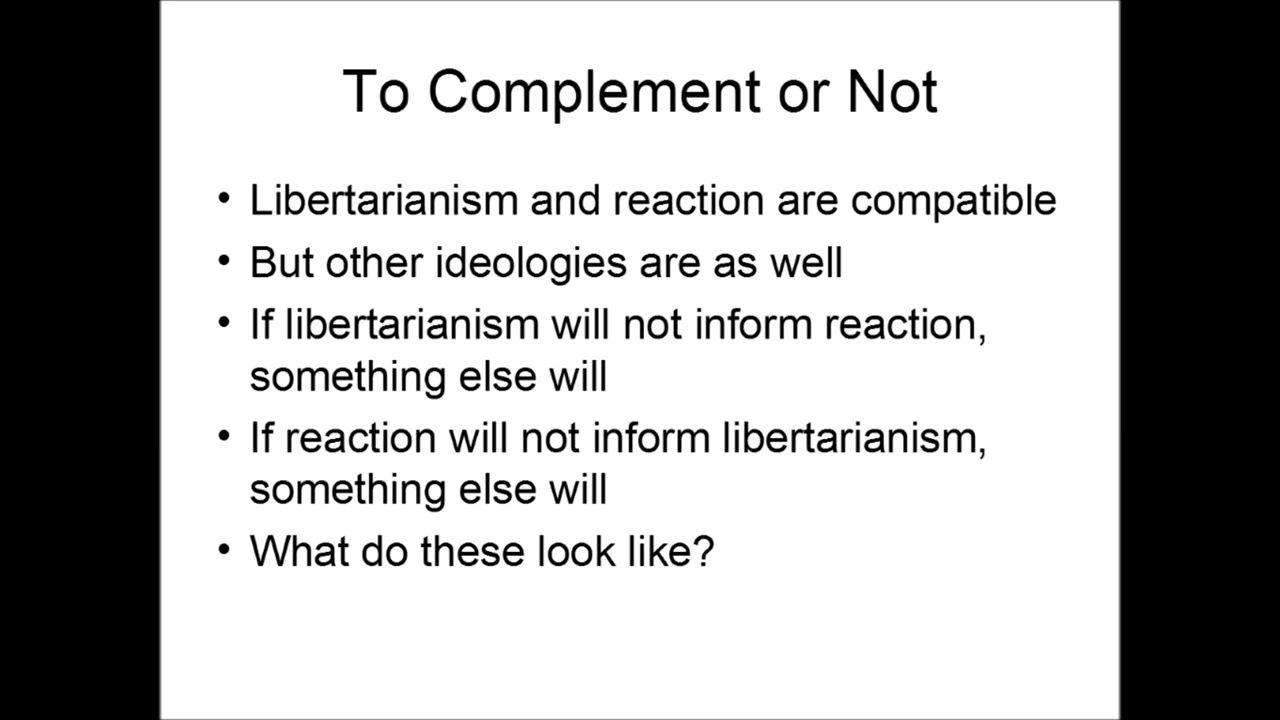 To Complement or Not
• Libertarianism and reaction are compatible
• But other ideologies are as well
• If libertarianism will not inform reaction,
something else will
• If reaction will not inform libertarianism,
something else will
• What do these look like?